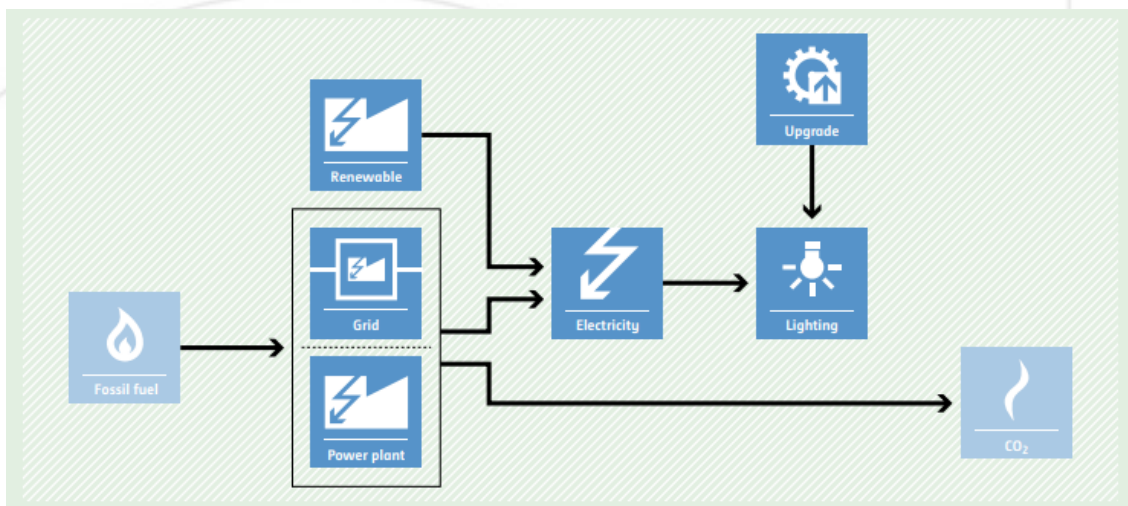 Upgrade
Renewable
Grid
Electricity
Lighting
Fossil fuel
Power plant
CO₂